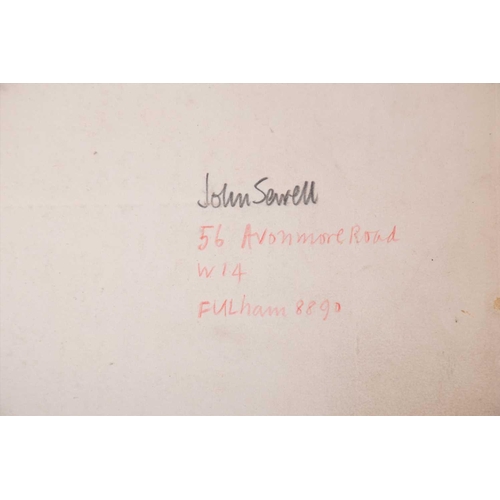 John Sewell
56 Avonmore Road
W14
FULham 8890